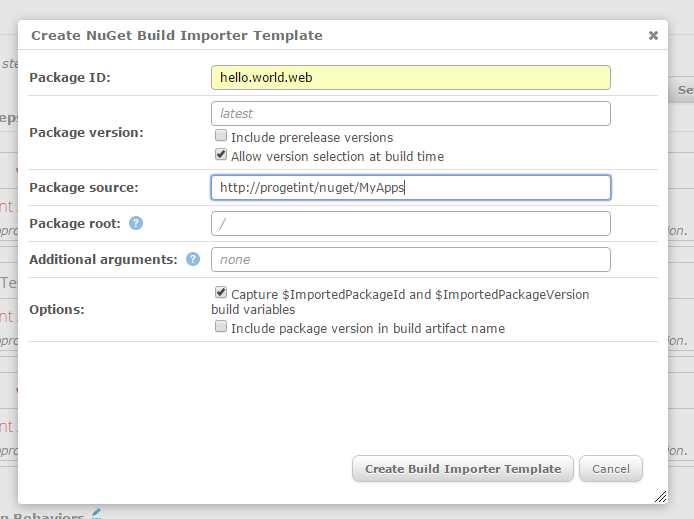 Create NuGet Build Importer Template
Package ID: hello.world.web
latest
Package version:
Include prerelease versions
Allow version selection at build time
Package source: http://progetint/nuget/MyApps
Package root: ? /
Additional arguments: ? none
Capture $ImportedPackageId and $ImportedPackageVersion
Options: build variables
Include package version in build artifact name
Create Build Importer Template Cancel